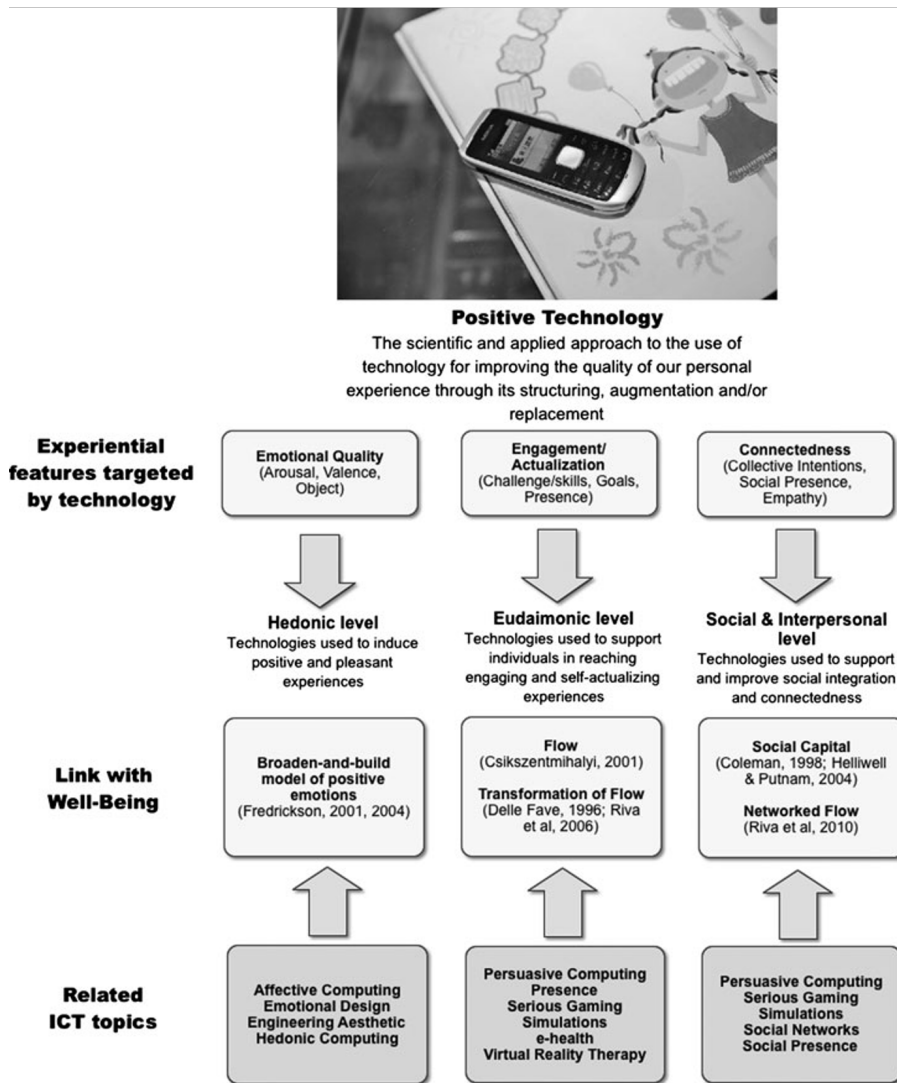 Positive Technology
The scientific and applied approach to the use of
technology for improving the quality of our personal
experience through its structuring, augmentation and/or
replacement
Experiential
features targeted
by technology
Emotional Quality
(Arousal, Valence,
Object)
Engagement/
Actualization
(Challenge/skills, Goals,
Presence)
Connectedness
(Collective Intentions,
Social Presence,
Empathy)
Hedonic level
Technologies used to induce
positive and pleasant
experiences
Eudaimonic level
Technologies used to support
individuals in reaching
engaging and self-actualizing
experiences
Social & Interpersonal
level
Technologies used to support
and improve social integration
and connectedness
Link with
Well-Being
Broaden-and-build
model of positive
emotions
(Fredrickson, 2001, 2004)
Flow
(Csikszentmihalyi, 2001)
Transformation of Flow
(Delle Fave, 1996; Riva
et al, 2006)
Social Capital
(Coleman, 1998; Helliwell
& Putnam, 2004)
Networked Flow
(Riva et al, 2010)
Related
ICT topics
Affective Computing
Emotional Design
Engineering Aesthetic
Hedonic Computing
Persuasive Computing
Presence
Serious Gaming
Simulations
e-health
Virtual Reality Therapy
Persuasive Computing
Serious Gaming
Simulations
Social Networks
Social Presence